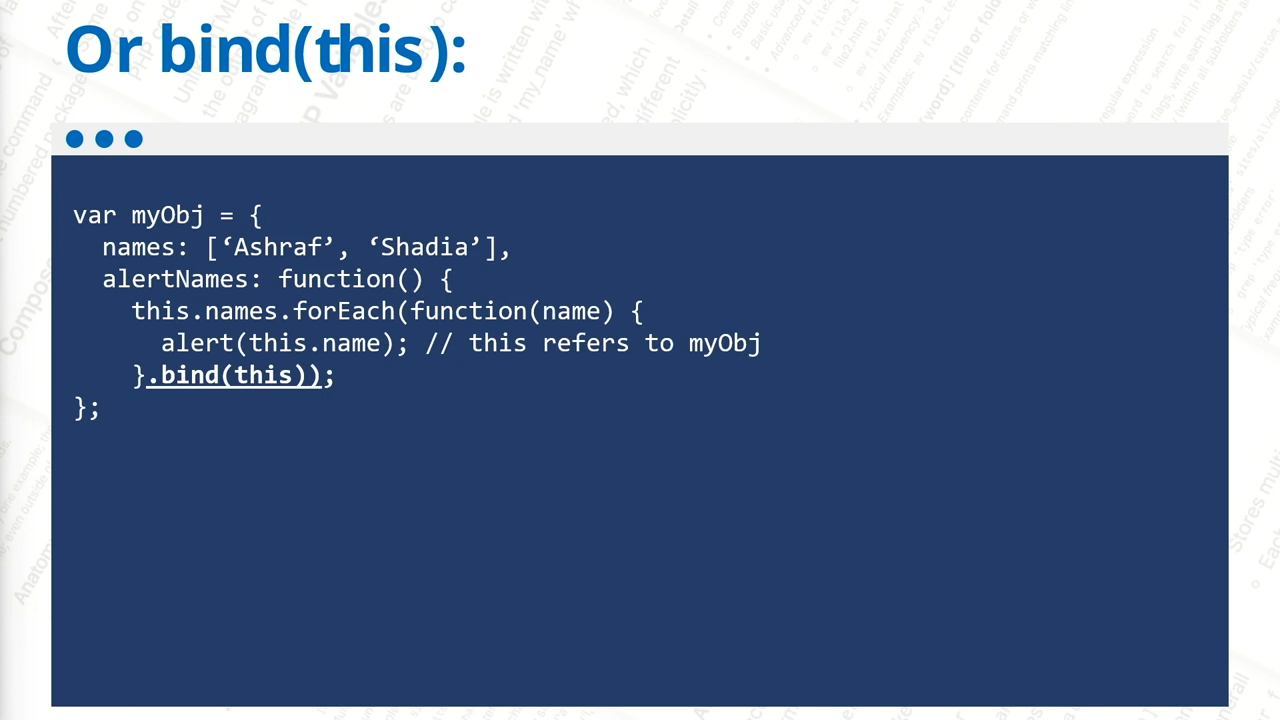 Or bind(this):
var myObj = {
  names: [‘Ashraf’, ‘Shadia’],
  alertNames: function() {
    this.names.forEach(function(name) {
      alert(this.name); // this refers to myObj
    }.bind(this));
};